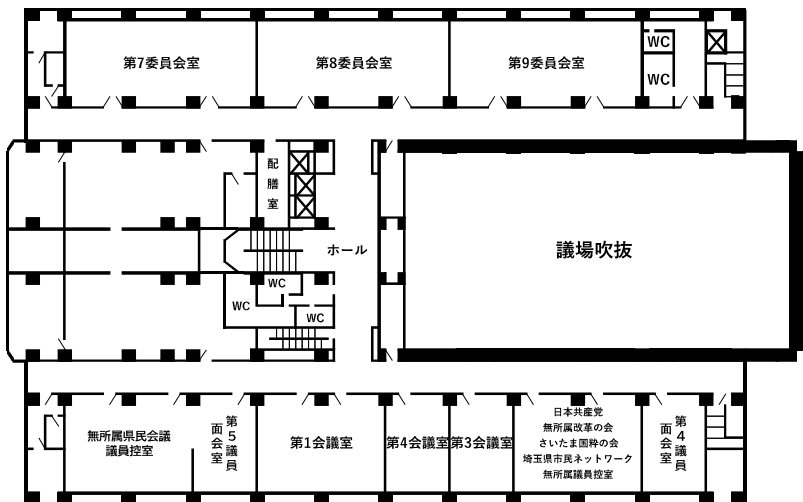 第7委員会室
第8委員会室
第9委員会室
WC
WC
配膳室
ホール
議場吹抜
WC
WC
WC
無所属県民会議
議員控室
第5議員
面会室
第1会議室
第4会議室
第3会議室
日本共産党
無所属改革の会
さいたま国粋の会
埼玉県市民ネットワーク
無所属議員控室
第4議員
面会室